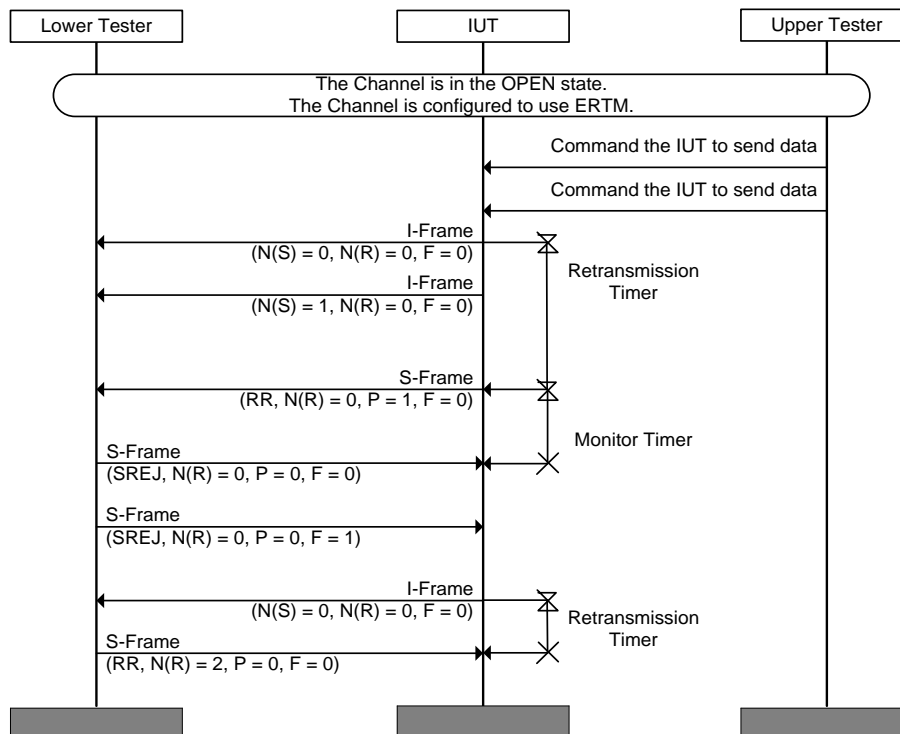 Lower Tester
IUT
Upper Tester
The Channel is in the OPEN state.
The Channel is configured to use ERTM.
Command the IUT to send data
Command the IUT to send data
I-Frame
(N(S) = 0, N(R) = 0, F = 0)
Retransmission
Timer
I-Frame
(N(S) = 1, N(R) = 0, F = 0)
S-Frame
(RR, N(R) = 0, P = 1, F = 0)
Monitor Timer
S-Frame
(SREJ, N(R) = 0, P = 0, F = 0)
S-Frame
(SREJ, N(R) = 0, P = 0, F = 1)
I-Frame
(N(S) = 0, N(R) = 0, F = 0)
Retransmission
Timer
S-Frame
(RR, N(R) = 2, P = 0, F = 0)